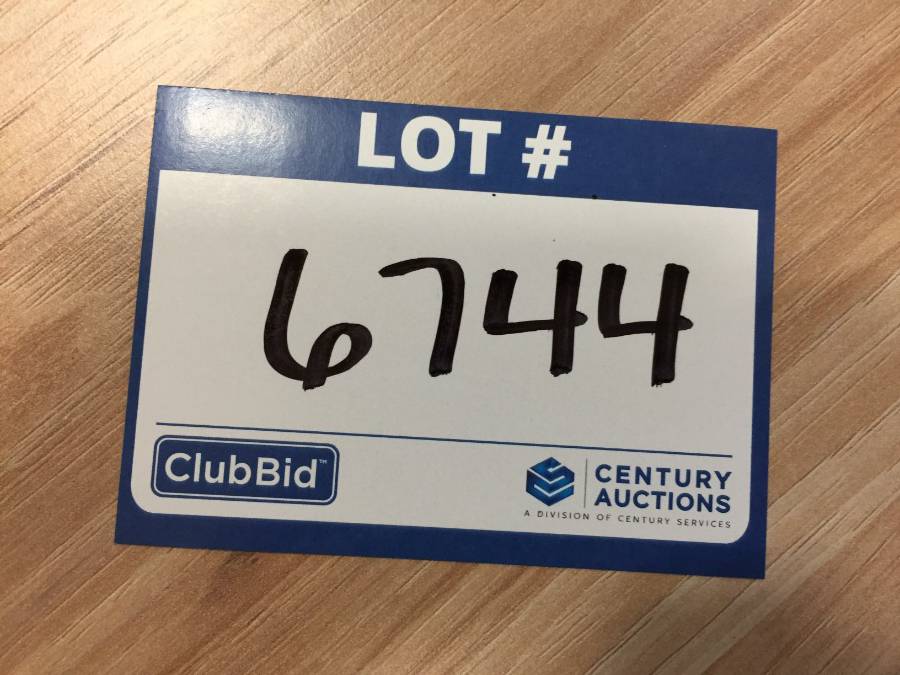 LOT #
6744
ClubBid™
CENTURY
AUCTIONS
A DIVISION OF CENTURY SERVICES